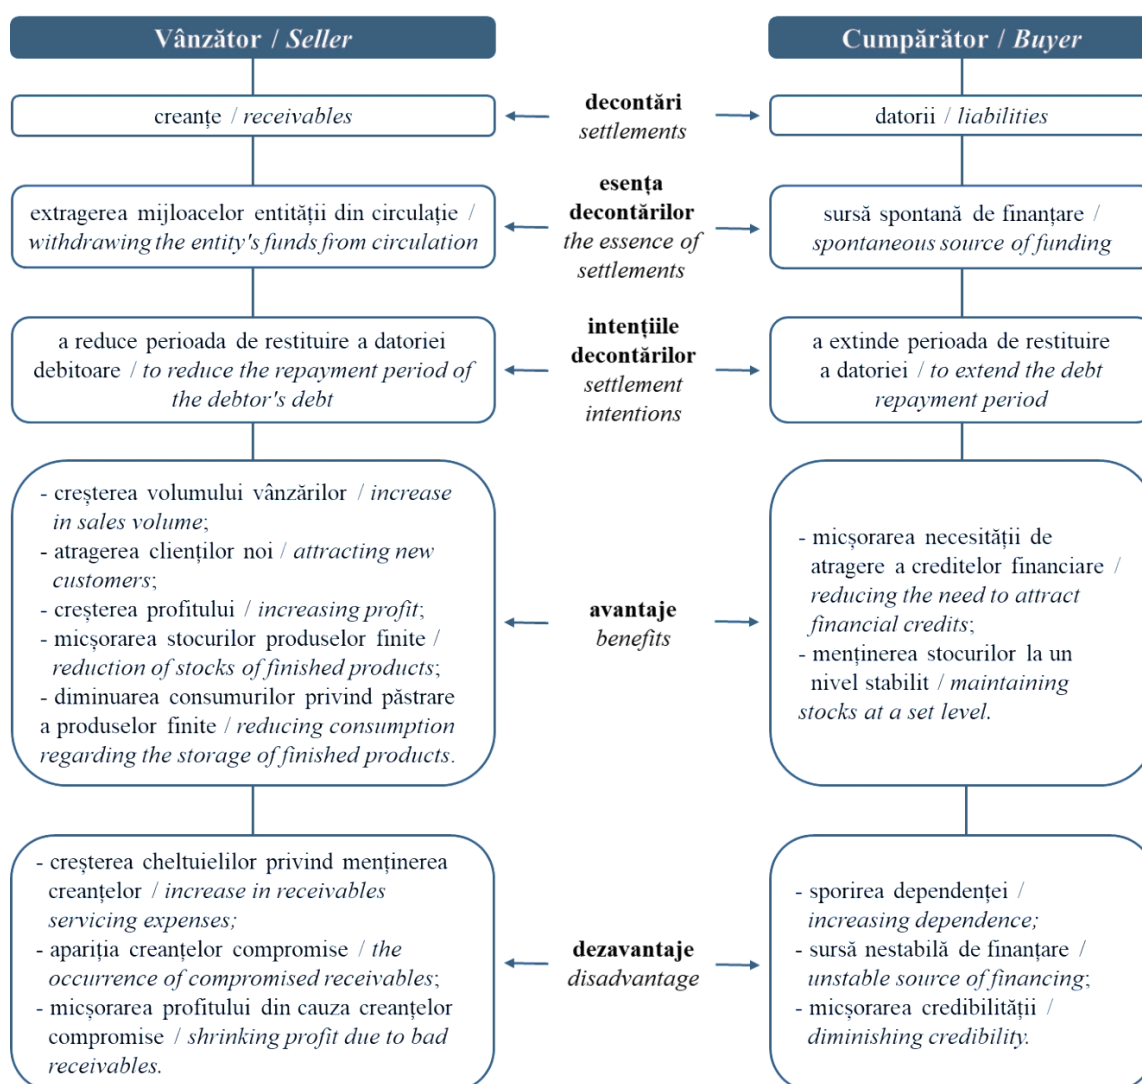 Vânzător / Seller
Cumpărător / Buyer
creanțe / receivables
decontări
settlements
datorii / liabilities
extragerea mijloacelor entității din circulație /
withdrawing the entity's funds from circulation
esența
decontărilor
the essence of
settlements
sursă spontană de finanțare /
spontaneous source of funding
a reduce perioada de restituire a datoriei
debitoare / to reduce the repayment period of
the debtor's debt
intențiile
decontărilor
settlement
intentions
a extinde perioada de restituire
a datoriei / to extend the debt
repayment period
- creșterea volumului vânzărilor / increase
in sales volume;
- atragerea clienților noi / attracting new
customers;
- creșterea profitului / increasing profit;
- micșorarea stocurilor produselor finite /
reduction of stocks of finished products;
- diminuarea consumurilor privind păstrare
a produselor finite / reducing consumption
regarding the storage of finished products.
avantaje
benefits
- micșorarea necesității de
atragere a creditelor financiare /
reducing the need to attract
financial credits;
- menținerea stocurilor la un
nivel stabilit / maintaining
stocks at a set level.
- creșterea cheltuielilor privind menținerea
creanțelor / increase in receivables
servicing expenses;
- apariția creanțelor compromise / the
occurrence of compromised receivables;
- micșorarea profitului din cauza creanțelor
compromise / shrinking profit due to bad
receivables.
dezavantaje
disadvantage
- sporirea dependenței /
increasing dependence;
- sursă nestabilă de finanțare /
unstable source of financing;
- micșorarea credibilității /
diminishing credibility.